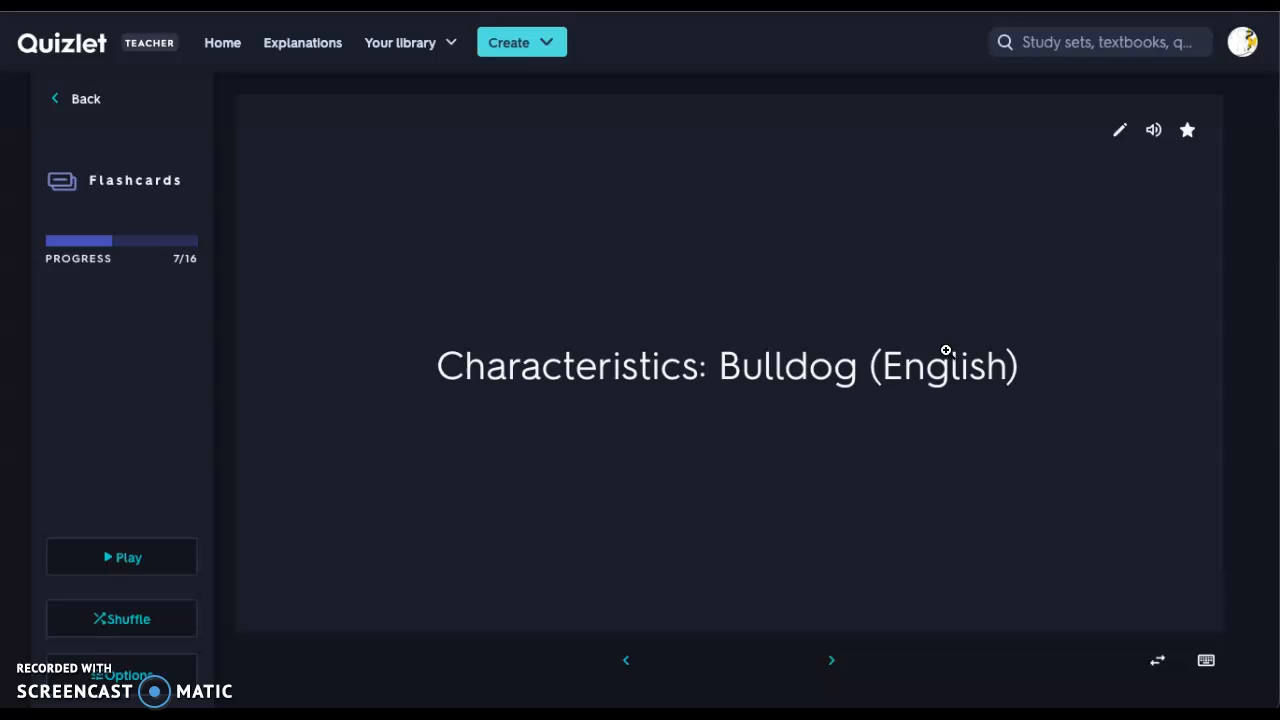 Quizlet TEACHER Home Explanations Your library Create Study sets, textbooks, q...
Back
Flashcards
PROGRESS 7/16
Characteristics: Bulldog (English)
Play
Shuffle
Options
RECORDED WITH
SCREENCAST MATIC